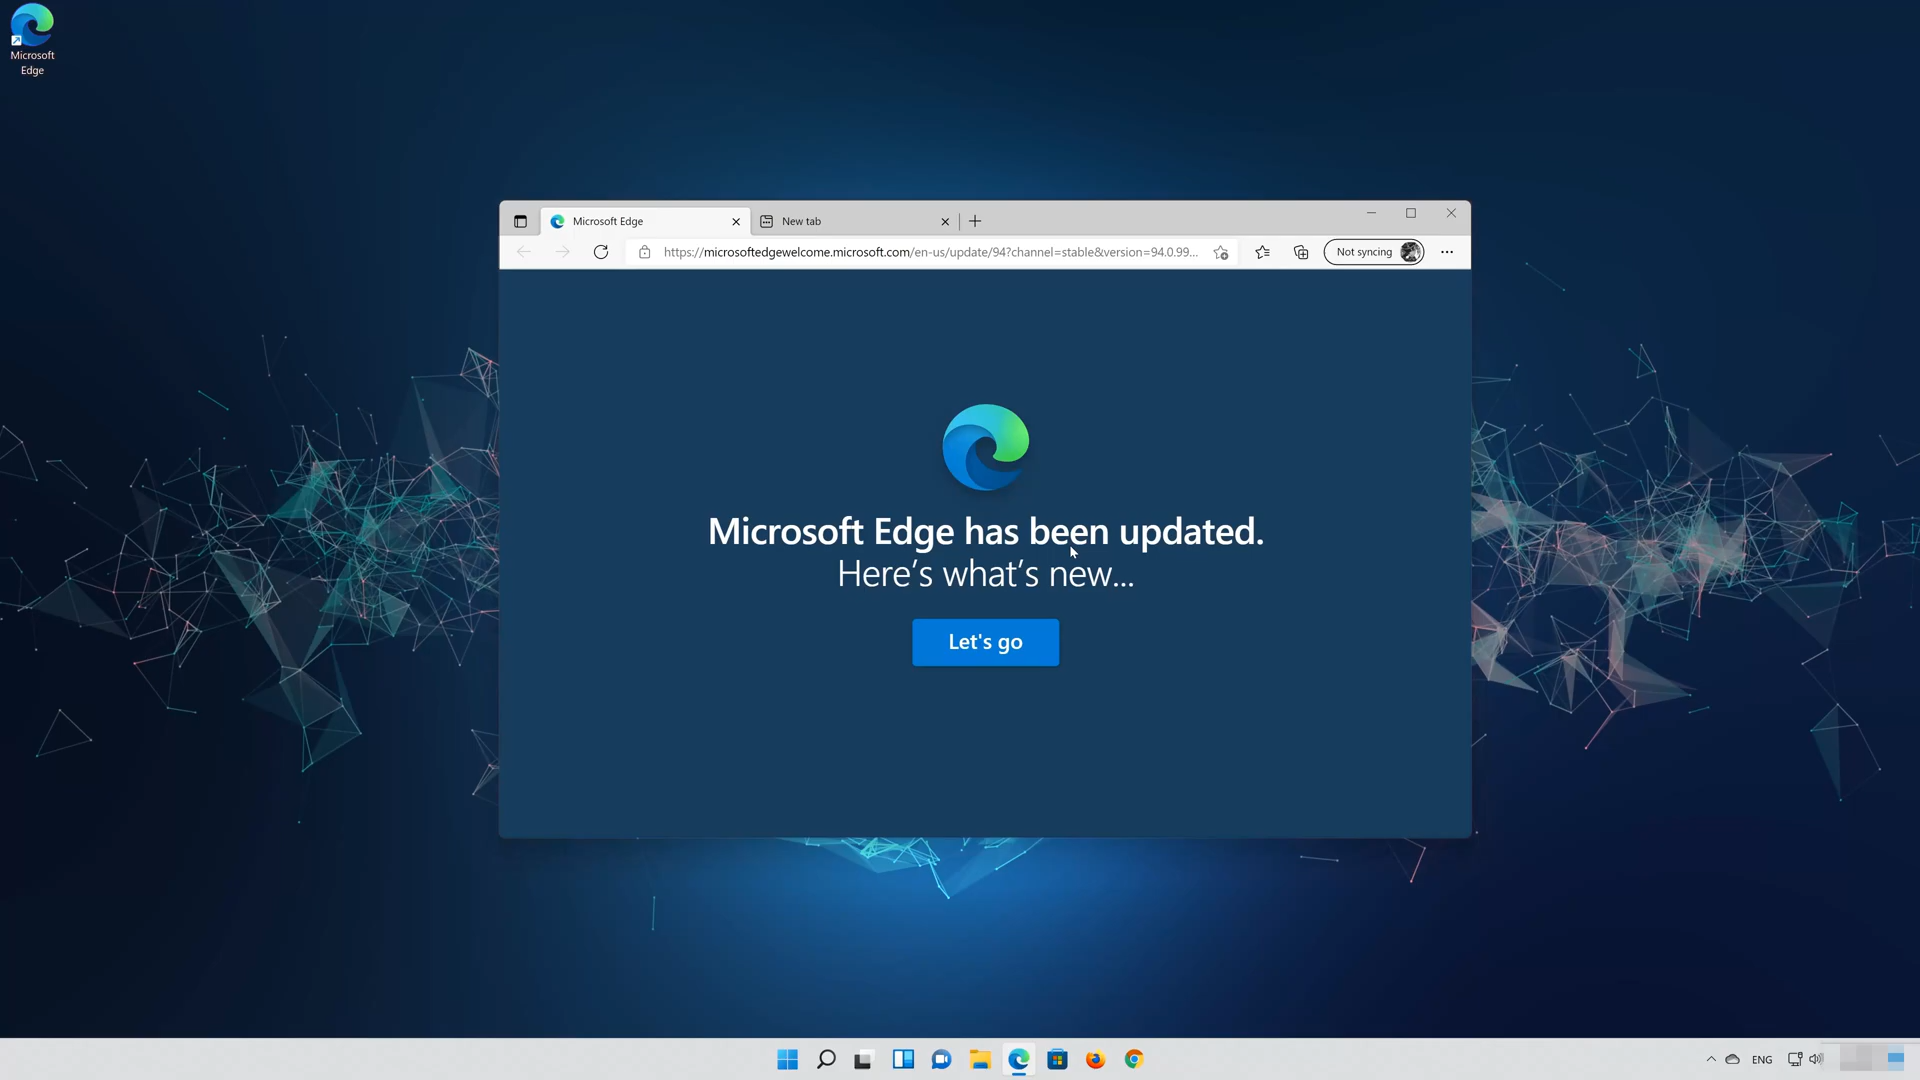 Microsoft
Edge
Microsoft Edge
New tab
https://microsoftedgewelcome.microsoft.com/en-us/update/94?channel=stable&version=94.0.99...
Not syncing
Microsoft Edge has been updated.
Here's what's new...
Let's go
ENG